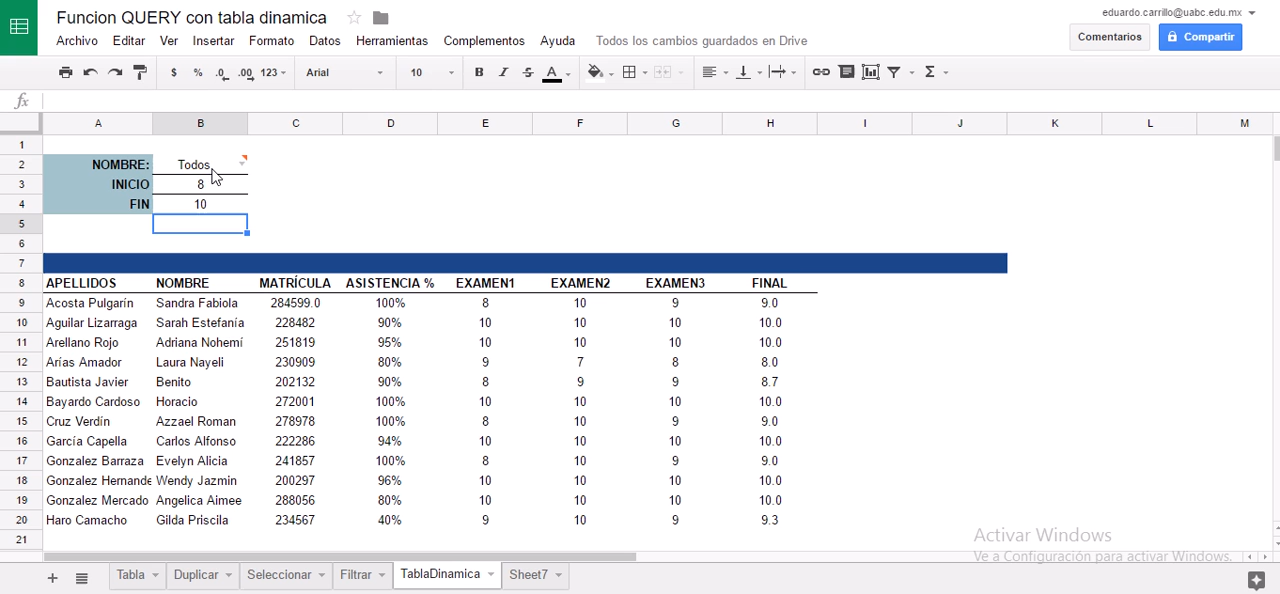 Funcion QUERY con tabla dinamica
eduardo.carrillo@uabc.edu.mx
Archivo Editar Ver Insertar Formato Datos Herramientas Complementos Ayuda Todos los cambios guardados en Drive
Comentarios Compartir
$ % .0 .00 123 Arial 10 B I S A Σ
fx
A B C D E F G H I J K L M
1
2 NOMBRE: Todos
3 INICIO 8
4 FIN 10
5
6
7
8 APELLIDOS NOMBRE MATRÍCULA ASISTENCIA % EXAMEN1 EXAMEN2 EXAMEN3 FINAL
9 Acosta Pulgarín Sandra Fabiola 284599.0 100% 8 10 9 9.0
10 Aguilar Lizarraga Sarah Estefanía 228482 90% 10 10 10 10.0
11 Arellano Rojo Adriana Nohemí 251819 95% 10 10 10 10.0
12 Arías Amador Laura Nayeli 230909 80% 9 7 8 8.0
13 Bautista Javier Benito 202132 90% 8 9 9 8.7
14 Bayardo Cardoso Horacio 272001 100% 10 10 10 10.0
15 Cruz Verdín Azzael Roman 278978 100% 8 10 9 9.0
16 García Capella Carlos Alfonso 222286 94% 10 10 10 10.0
17 Gonzalez Barraza Evelyn Alicia 241857 100% 8 10 9 9.0
18 Gonzalez Hernande Wendy Jazmin 200297 96% 10 10 10 10.0
19 Gonzalez Mercado Angelica Aimee 288056 80% 10 10 10 10.0
20 Haro Camacho Gilda Priscila 234567 40% 9 10 9 9.3
21
Activar Windows
Ve a Configuración para activar Windows.
Tabla Duplicar Seleccionar Filtrar TablaDinamica Sheet7